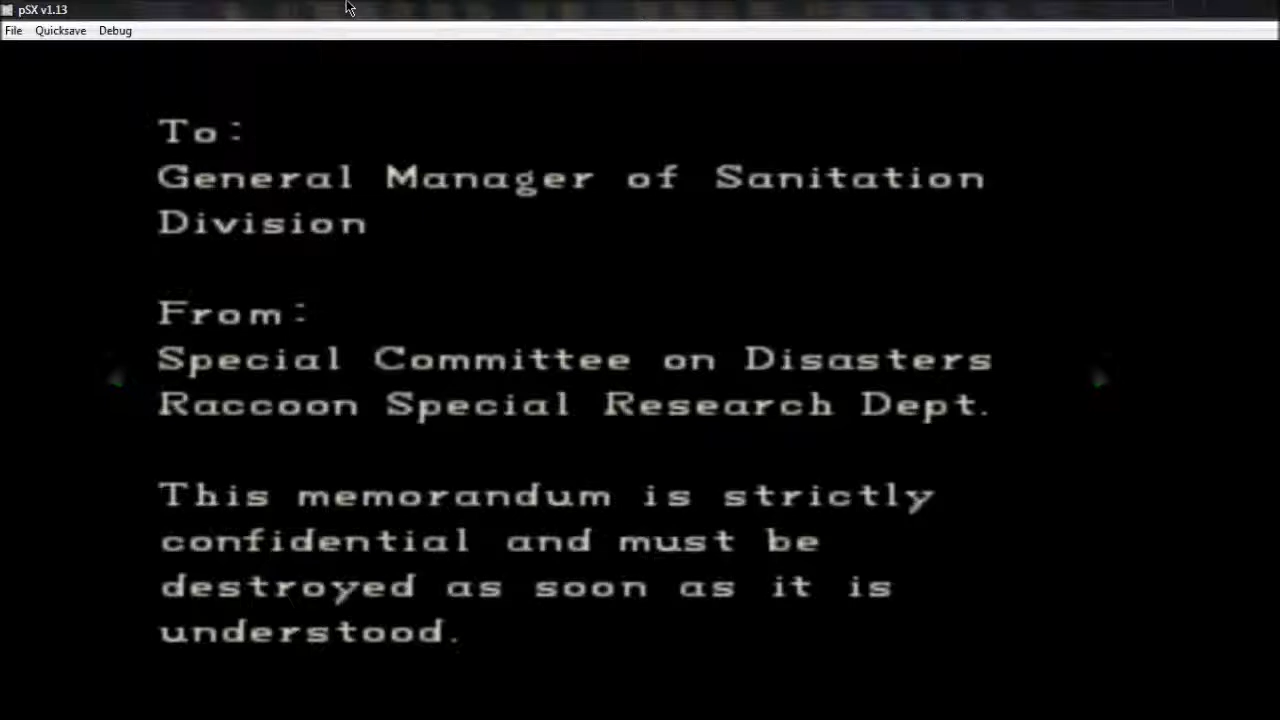 pSX v1.13
File Quicksave Debug
To:
General Manager of Sanitation
Division
From:
Special Committee on Disasters
Raccoon Special Research Dept.
This memorandum is strictly
confidential and must be
destroyed as soon as it is
understood.